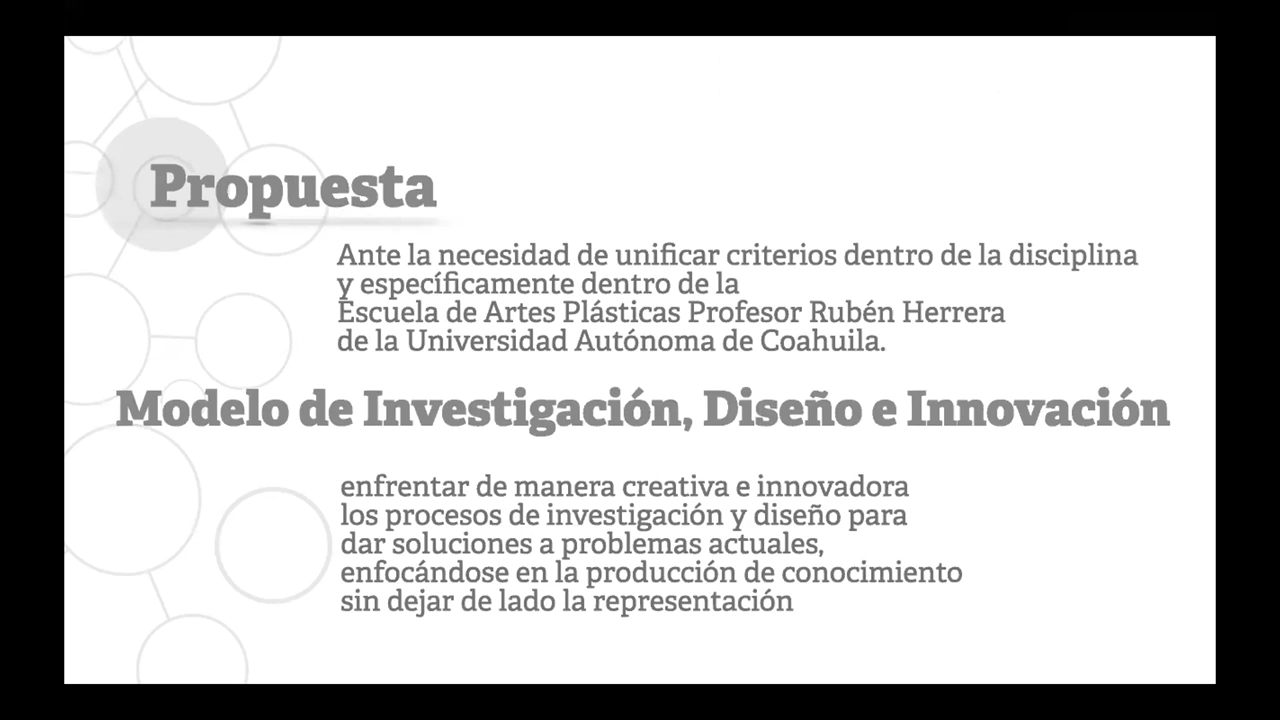 Propuesta
Ante la necesidad de unificar criterios dentro de la disciplina
y específicamente dentro de la
Escuela de Artes Plásticas Profesor Rubén Herrera
de la Universidad Autónoma de Coahuila.
Modelo de Investigación, Diseño e Innovación
enfrentar de manera creativa e innovadora
los procesos de investigación y diseño para
dar soluciones a problemas actuales,
enfocándose en la producción de conocimiento
sin dejar de lado la representación